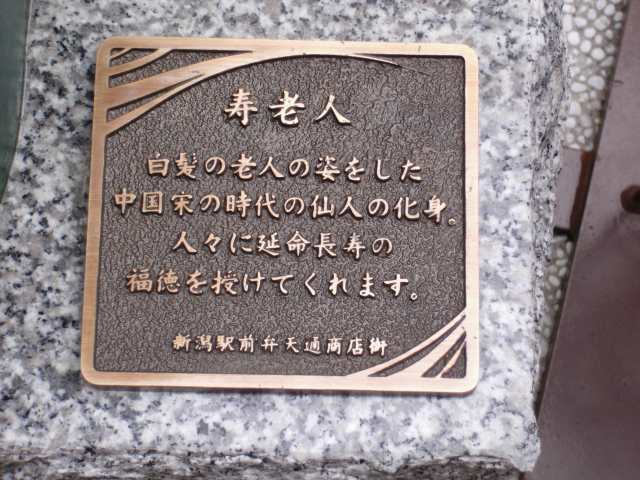 寿老人
白髪の老人の姿をした
中国宋の時代の仙人の化身。
人々に延命長寿の
福徳を授けてくれます。
新潟駅前弁天通商店街